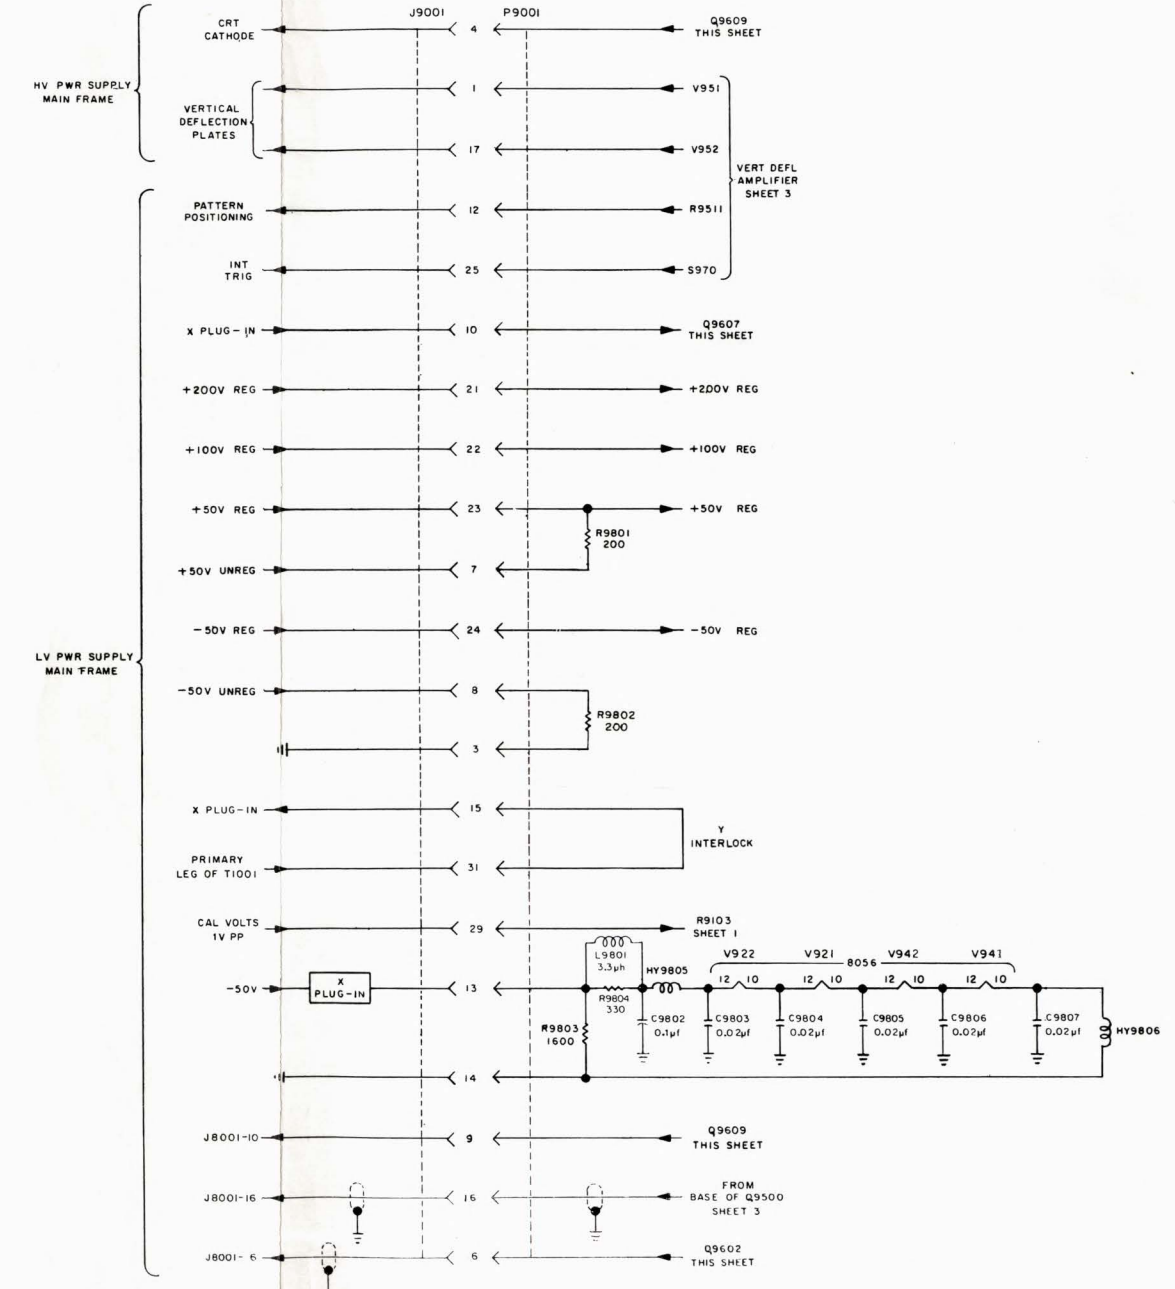 J9001 P9001
CRT
CATHODE
4
Q9609
THIS SHEET
HV PWR SUPPLY
MAIN FRAME
VERTICAL
DEFLECTION
PLATES
1
V951
17
V952
VERT DEFL
AMPLIFIER
SHEET 3
PATTERN
POSITIONING
12
R9511
INT
TRIG
25
S970
X PLUG-IN
10
Q9607
THIS SHEET
+200V REG
21
+200V REG
+100V REG
22
+100V REG
+50V REG
23
+50V REG
R9801
200
+50V UNREG
7
-50V REG
24
-50V REG
LV PWR SUPPLY
MAIN FRAME
-50V UNREG
8
R9802
200
3
X PLUG-IN
15
Y
INTERLOCK
PRIMARY
LEG OF T1001
31
CAL VOLTS
1V PP
29
R9103
SHEET 1
-50V
X
PLUG-IN
13
L9801
3.3μh
R9804
330
HY9805
V922 V921 V942 V941
8056
12 10 12 10 12 10 12 10
R9803
1600
C9802
0.1μf
C9803
0.02μf
C9804
0.02μf
C9805
0.02μf
C9806
0.02μf
C9807
0.02μf
HY9806
14
J8001-10
9
Q9609
THIS SHEET
J8001-16
16
FROM
BASE OF Q9500
SHEET 3
J8001- 6
6
Q9602
THIS SHEET